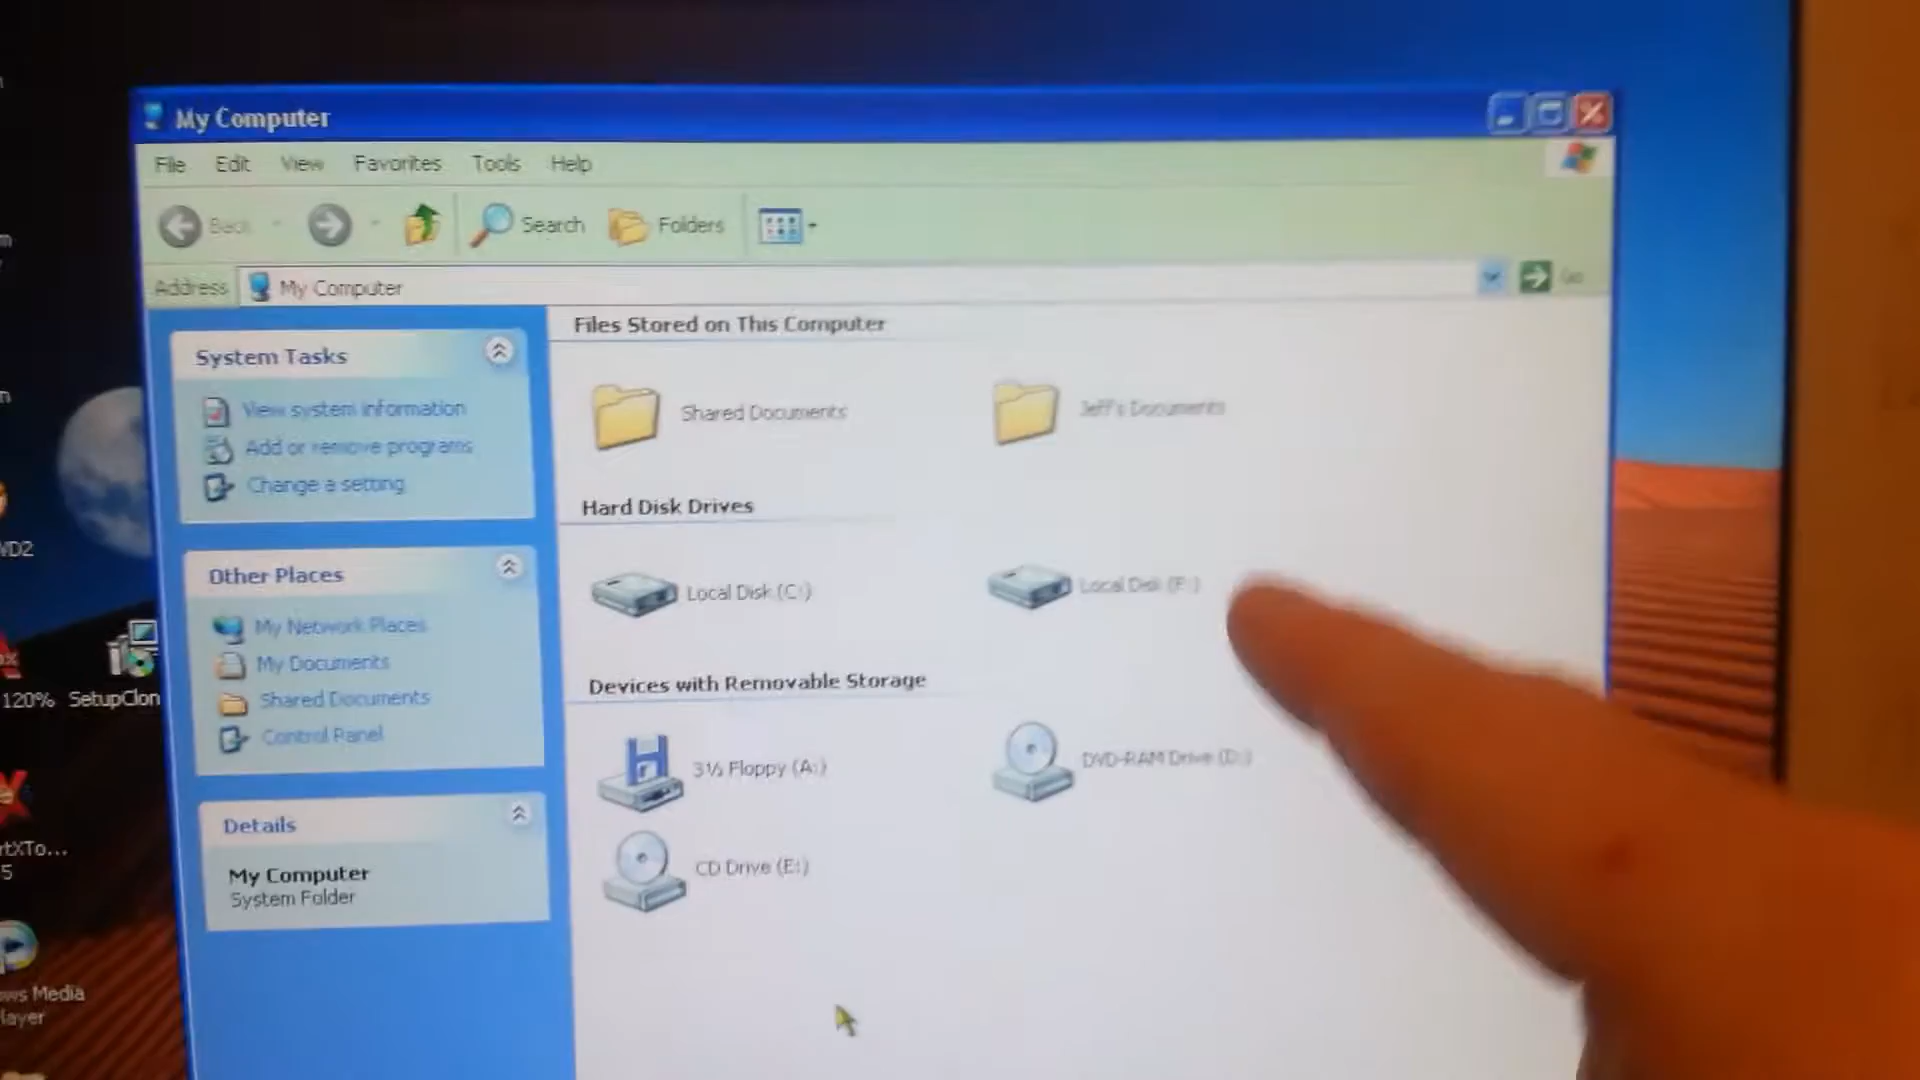 My Computer
File Edit View Favorites Tools Help
Back Search Folders
Address My Computer Go
Files Stored on This Computer
System Tasks
View system information
Add or remove programs
Change a setting
Shared Documents Jeff's Documents
Hard Disk Drives
Local Disk (C:) Local Disk (F:)
Other Places
My Network Places
My Documents
Shared Documents
Control Panel
Devices with Removable Storage
3½ Floppy (A:) DVD-RAM Drive (D:)
CD Drive (E:)
Details
My Computer
System Folder
VD2
120% SetupClon
rtXTo...
5
ows Media
layer